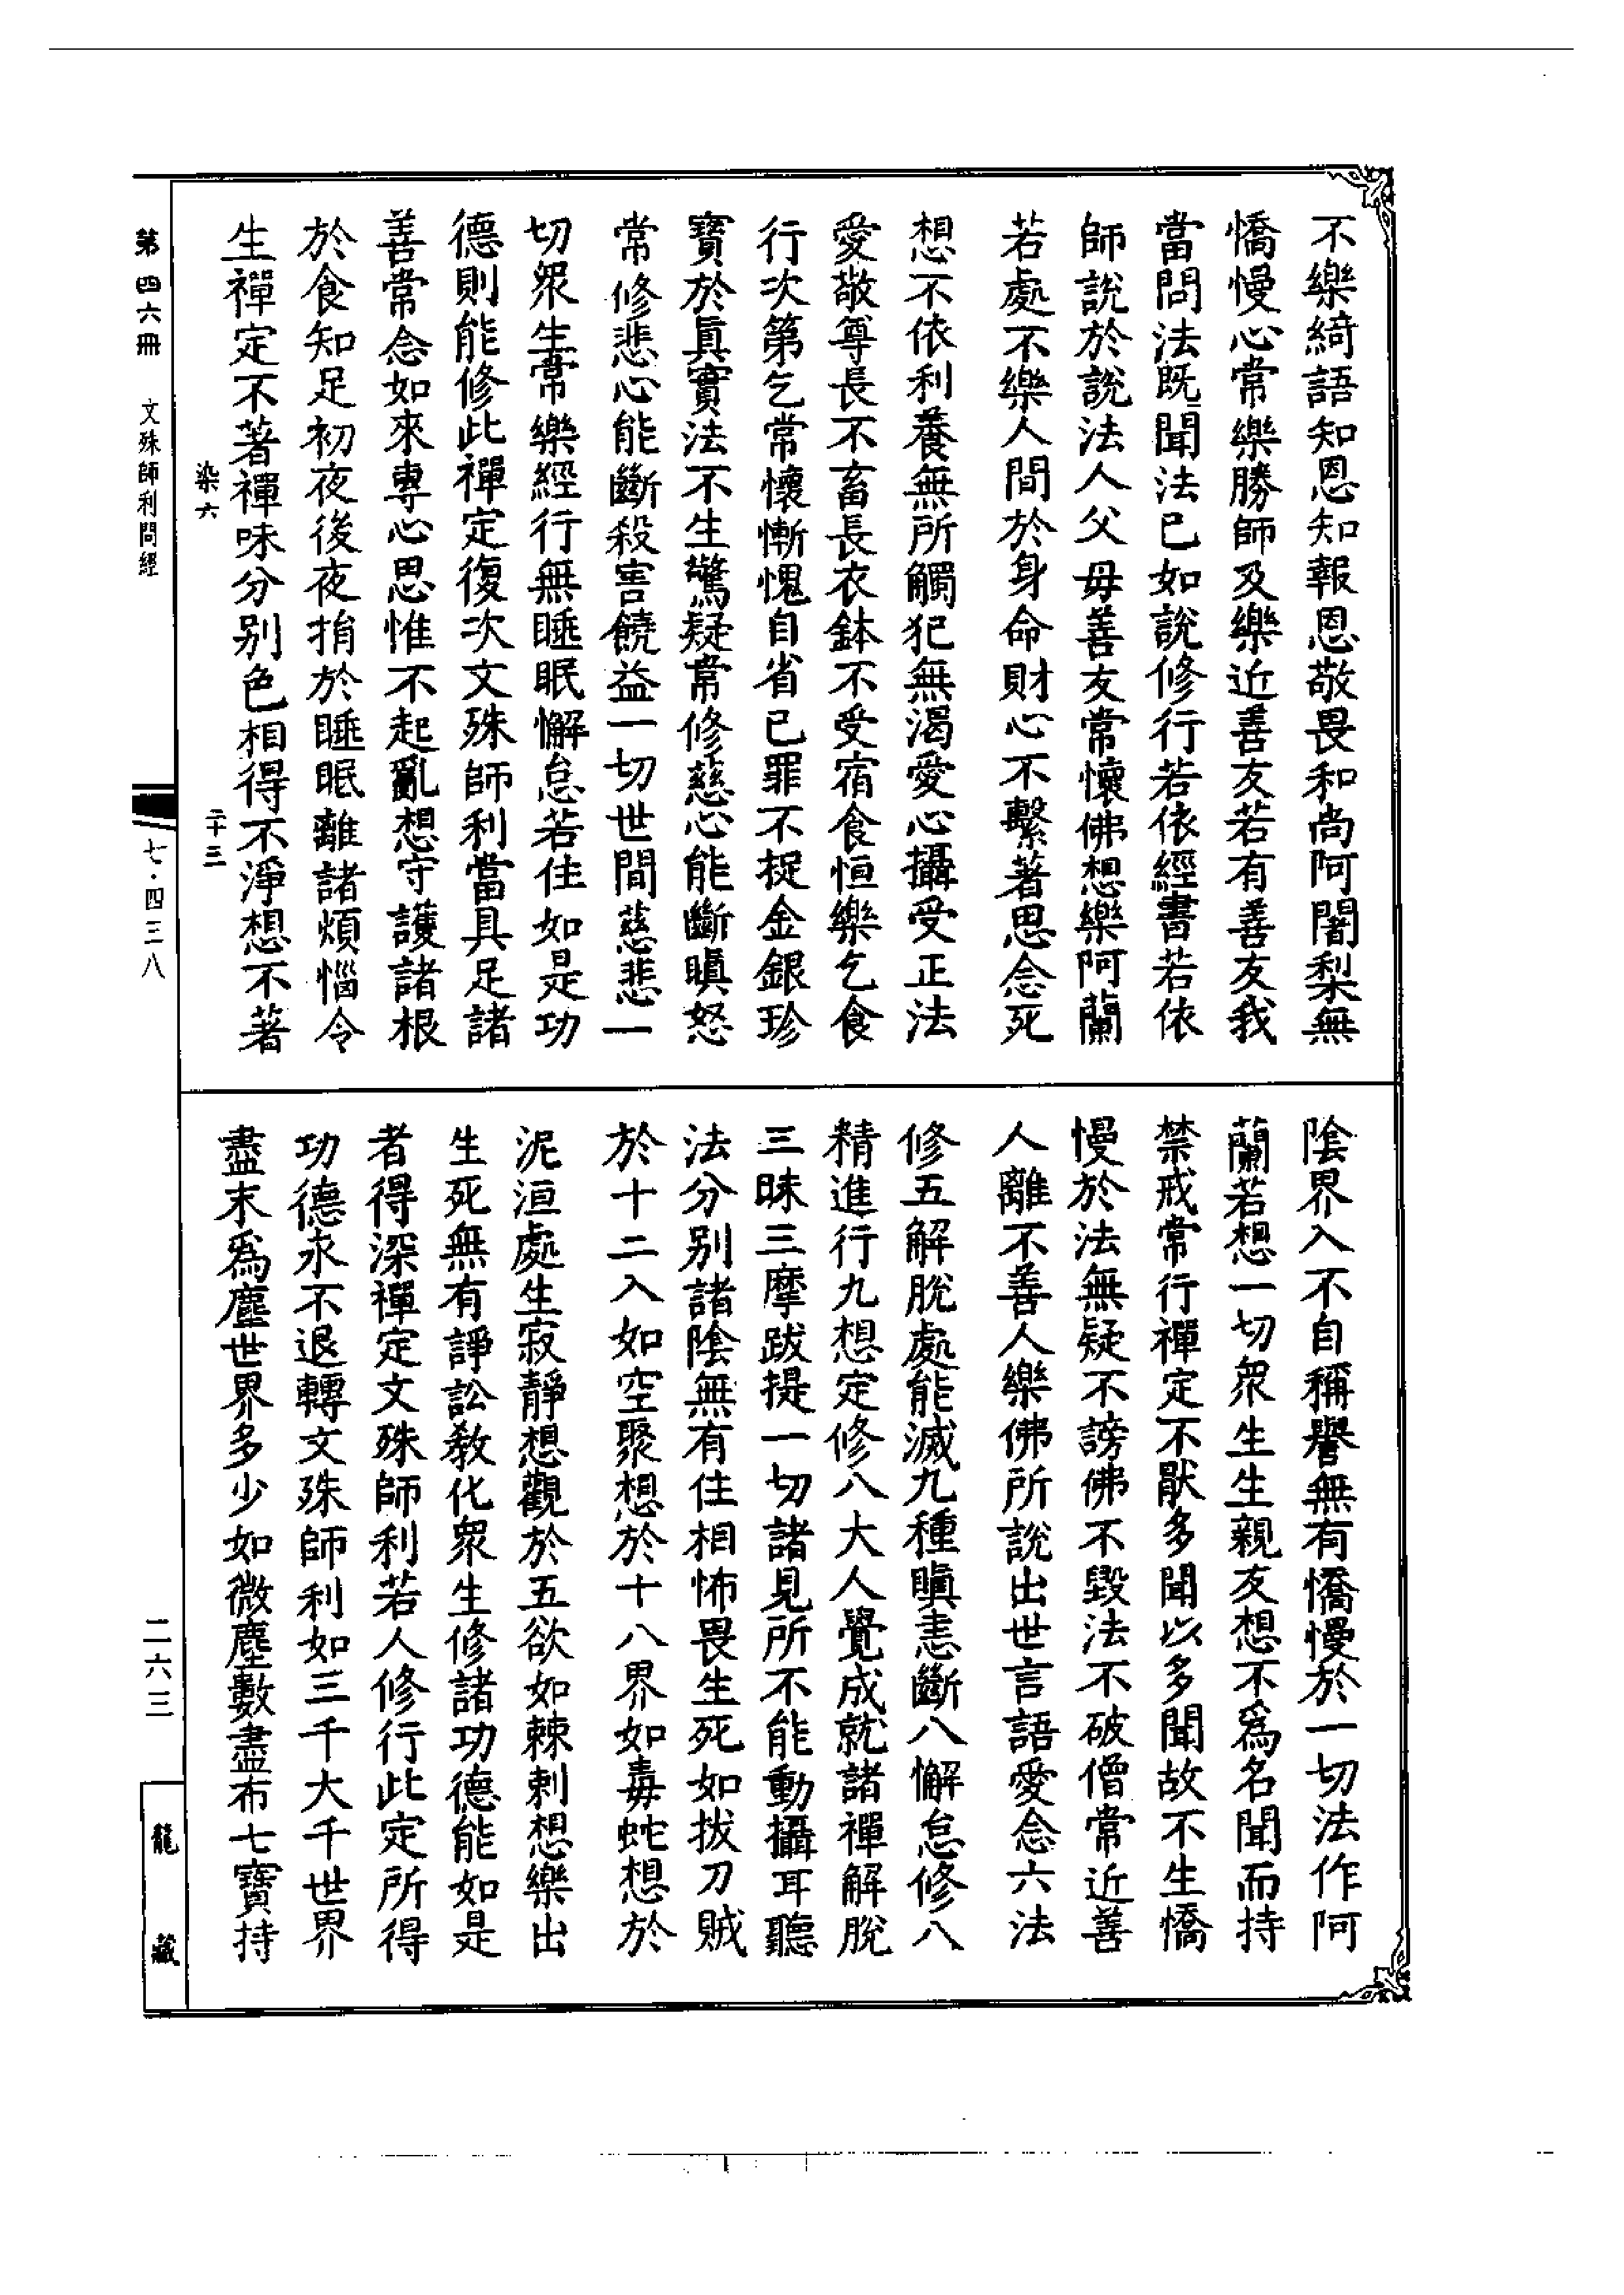 不樂綺語知恩知報恩敬畏和尚阿闍梨無
憍慢心常樂勝師及樂近善友若有善友我
當問法既聞法已如說修行若依經書若依
師說於說法人父母善友常懷佛想樂阿蘭
若處不樂人間於身命財心不繫著思念死
想不依利養無所觸犯無渴愛心攝受正法
愛敬尊長不畜長衣鉢不受宿食恒樂乞食
行次第乞常懷慚愧自省已罪不捉金銀珍
寶於眞實法不生驚疑常修慈心能斷瞋怒
常修悲心能斷殺害饒益一切世間慈悲一
切衆生常樂經行無睡眠懈怠若住如是功
德則能修此禪定復次文殊師利當具足諸
善常念如來專心思惟不起亂想守護諸根
於食知足初夜後夜捐於睡眠離諸煩惱令
生禪定不著禪味分別色相得不淨想不著
陰界入不自稱譽無有憍慢於一切法作阿
蘭若想一切衆生生親友想不爲名聞而持
禁戒常行禪定不猒多聞以多聞故不生憍
慢於法無疑不謗佛不毀法不破僧常近善
人離不善人樂佛所說出世言語愛念六法
修五解脫處能滅九種瞋恚斷八懈怠修八
精進行九想定修八大人覺成就諸禪解脫
三昧三摩跋提一切諸見所不能動攝耳聽
法分別諸陰無有住相怖畏生死如拔刀賊
於十二入如空聚想於十八界如毒蛇想於
泥洹處生寂靜想觀於五欲如棘刺想樂出
生死無有諍訟教化衆生修諸功德能如是
者得深禪定文殊師利若人修行此定所得
功德永不退轉文殊師利如三千大千世界
盡末爲塵世界多少如微塵數盡布七寶持
染六
二十三
第四六冊
文殊師利問經
七·四三八
二六三
龍藏